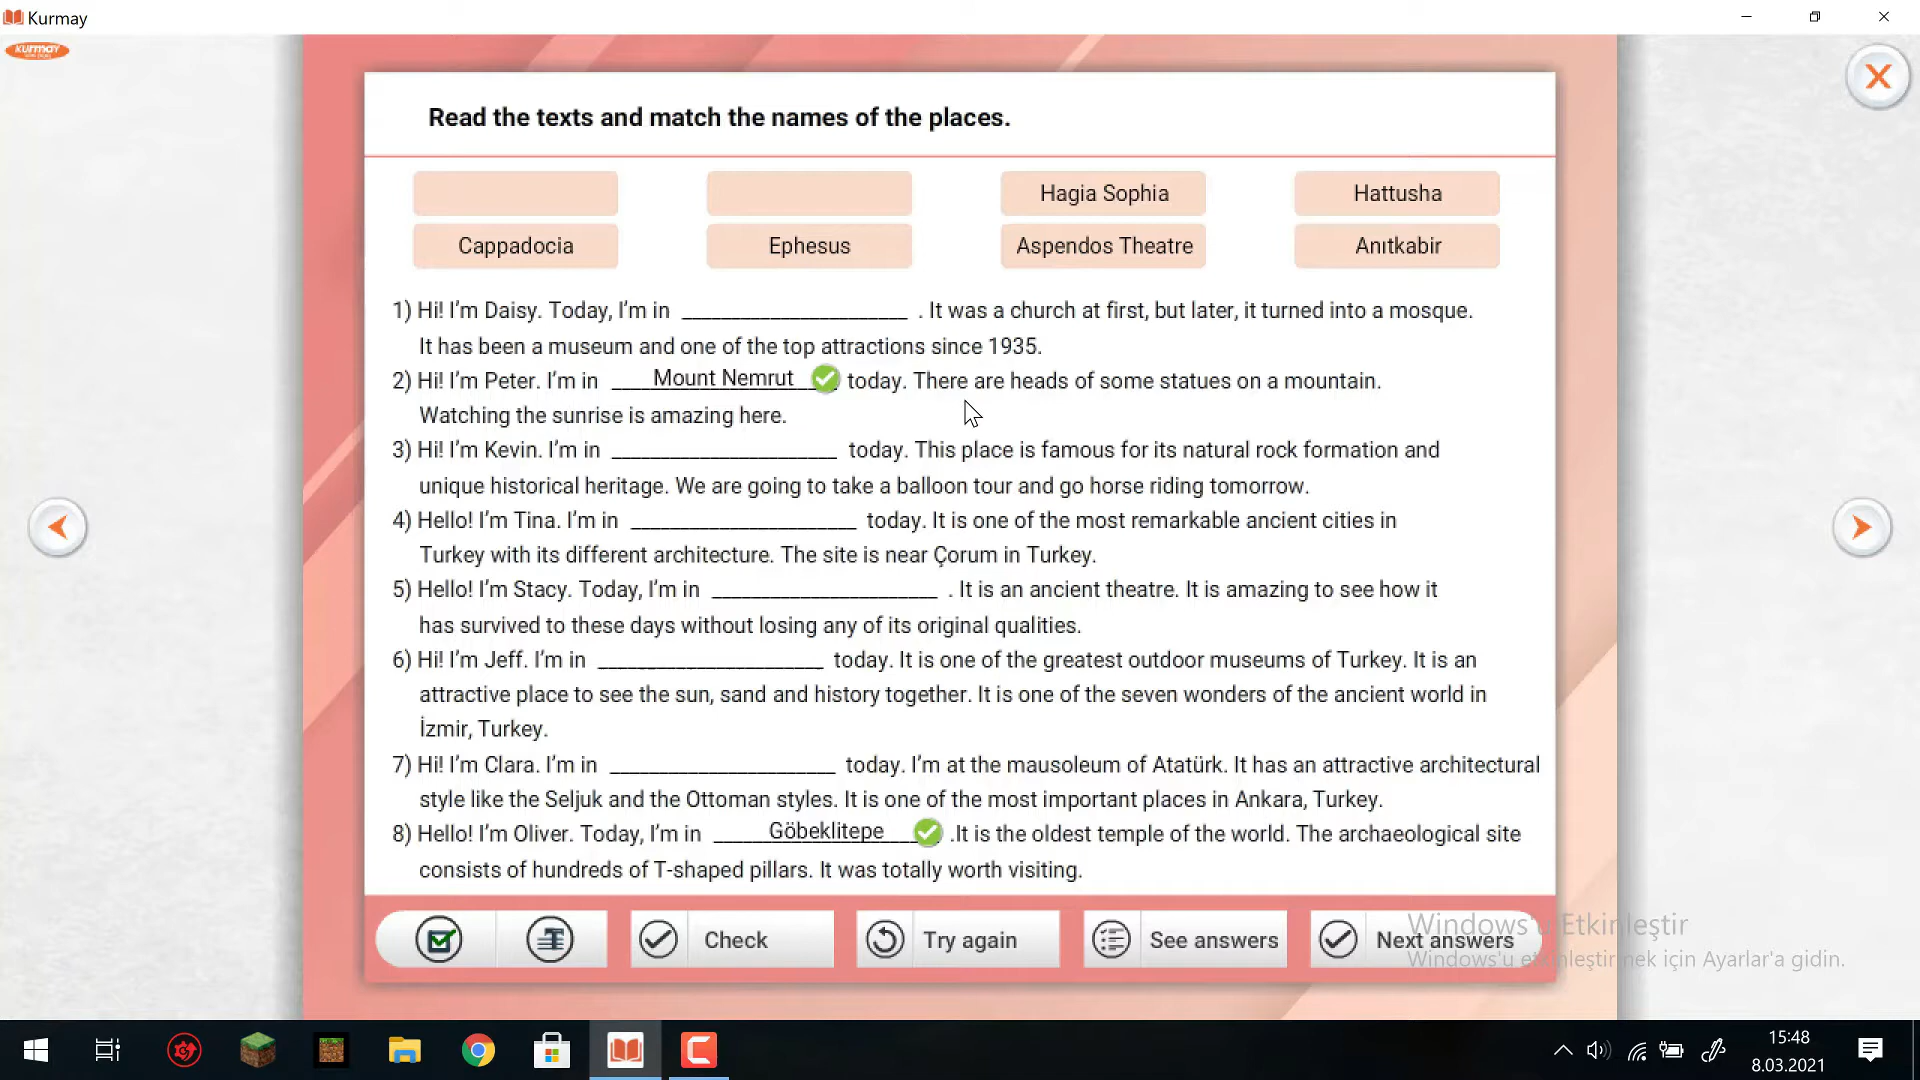 Kurmay
KURMAY
Read the texts and match the names of the places.
Hagia Sophia Hattusha
Cappadocia Ephesus Aspendos Theatre Anıtkabir
1) Hi! I'm Daisy. Today, I'm in ____________________ . It was a church at first, but later, it turned into a mosque.
It has been a museum and one of the top attractions since 1935.
2) Hi! I'm Peter. I'm in Mount Nemrut today. There are heads of some statues on a mountain.
Watching the sunrise is amazing here.
3) Hi! I'm Kevin. I'm in ____________________ today. This place is famous for its natural rock formation and
unique historical heritage. We are going to take a balloon tour and go horse riding tomorrow.
4) Hello! I'm Tina. I'm in ____________________ today. It is one of the most remarkable ancient cities in
Turkey with its different architecture. The site is near Çorum in Turkey.
5) Hello! I'm Stacy. Today, I'm in ____________________ . It is an ancient theatre. It is amazing to see how it
has survived to these days without losing any of its original qualities.
6) Hi! I'm Jeff. I'm in ____________________ today. It is one of the greatest outdoor museums of Turkey. It is an
attractive place to see the sun, sand and history together. It is one of the seven wonders of the ancient world in
İzmir, Turkey.
7) Hi! I'm Clara. I'm in ____________________ today. I'm at the mausoleum of Atatürk. It has an attractive architectural
style like the Seljuk and the Ottoman styles. It is one of the most important places in Ankara, Turkey.
8) Hello! I'm Oliver. Today, I'm in Göbeklitepe .It is the oldest temple of the world. The archaeological site
consists of hundreds of T-shaped pillars. It was totally worth visiting.
Check Try again See answers Next answers
Windows'u Etkinleştir
Windows'u etkinleştirmek için Ayarlar'a gidin.
15:48
8.03.2021